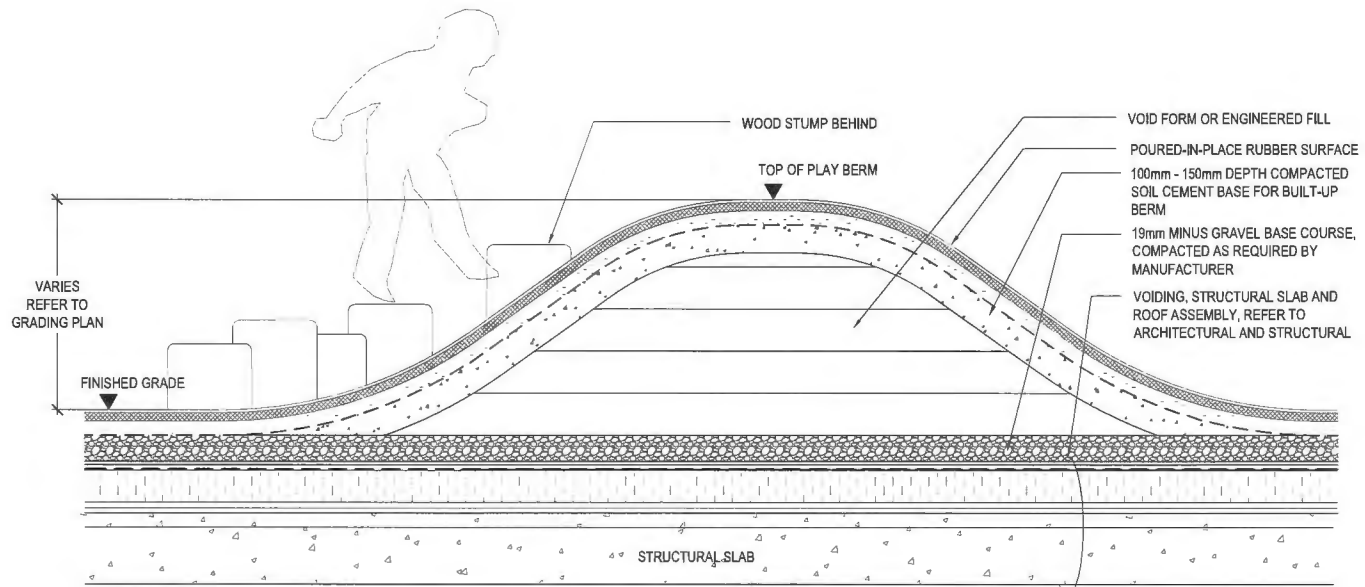 WOOD STUMP BEHIND
TOP OF PLAY BERM
VARIES
REFER TO
GRADING PLAN
FINISHED GRADE
VOID FORM OR ENGINEERED FILL
POURED-IN-PLACE RUBBER SURFACE
100mm - 150mm DEPTH COMPACTED
SOIL CEMENT BASE FOR BUILT-UP
BERM
19mm MINUS GRAVEL BASE COURSE,
COMPACTED AS REQUIRED BY
MANUFACTURER
VOIDING, STRUCTURAL SLAB AND
ROOF ASSEMBLY, REFER TO
ARCHITECTURAL AND STRUCTURAL
STRUCTURAL SLAB